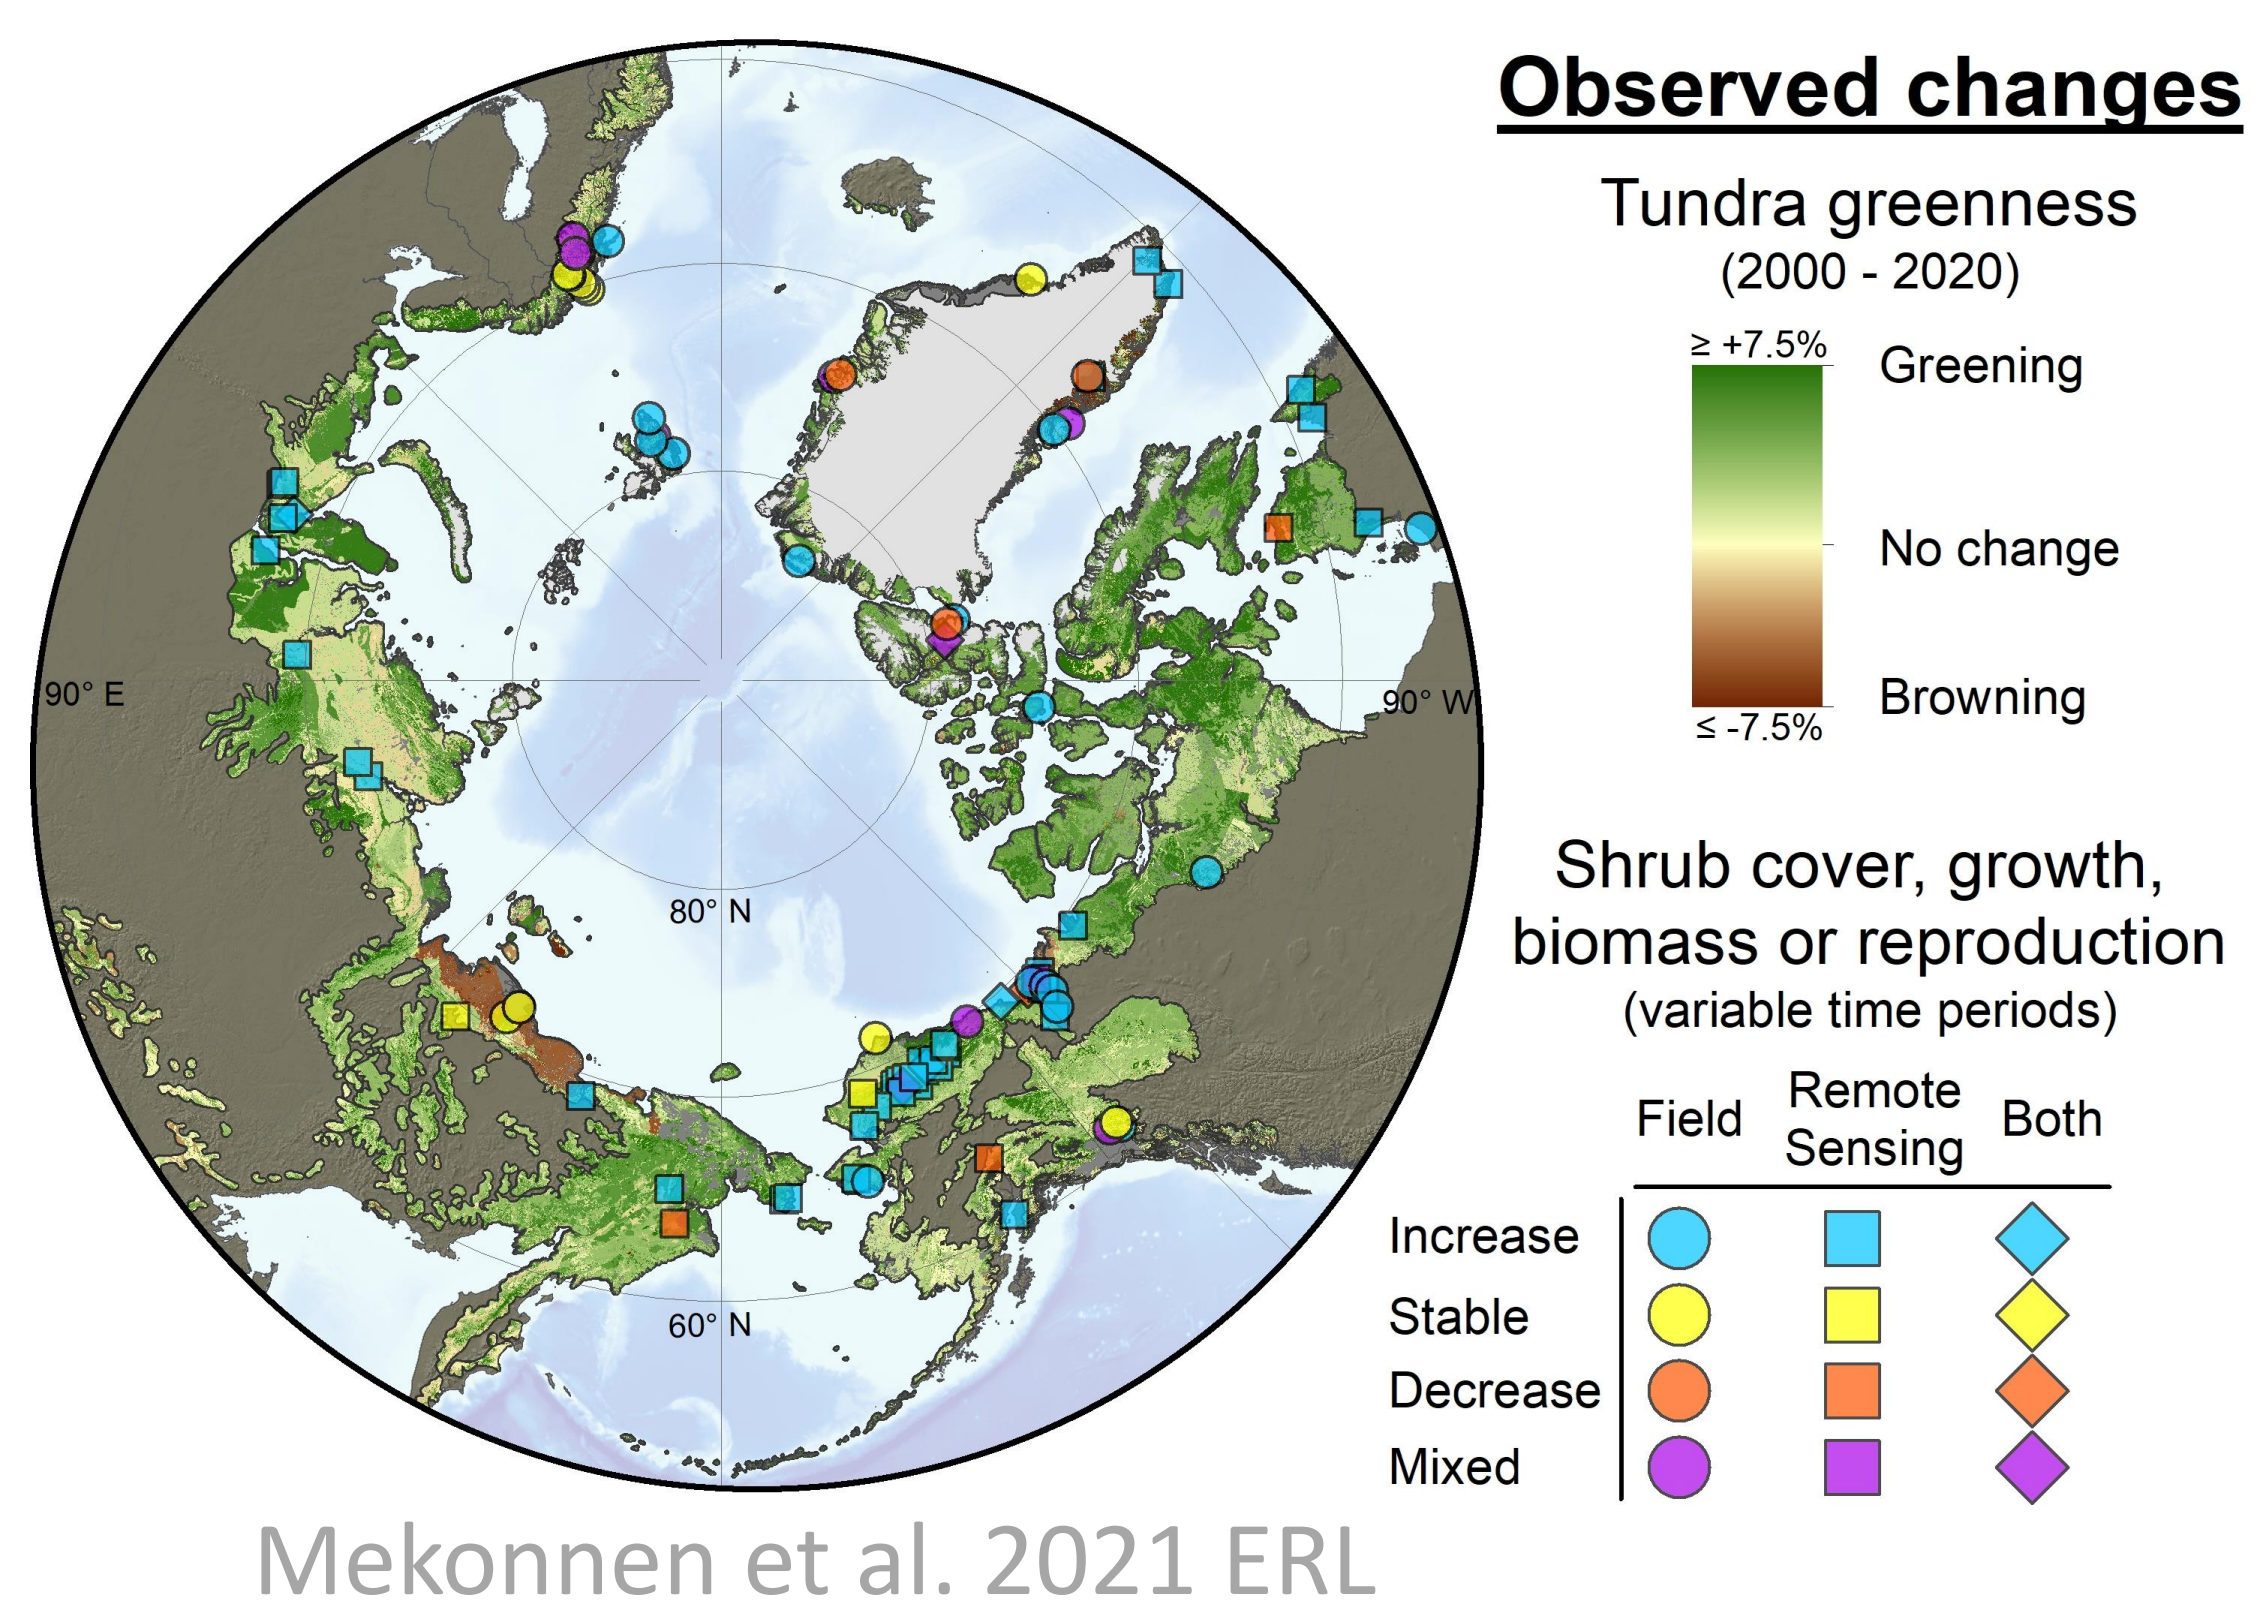 Observed changes
Tundra greenness
(2000 - 2020)
≥ +7.5%
Greening
No change
Browning
≤ -7.5%
90° E
90° W
80° N
60° N
Shrub cover, growth,
biomass or reproduction
(variable time periods)
Field
Remote
Sensing
Both
Increase
Stable
Decrease
Mixed
Mekonnen et al. 2021 ERL